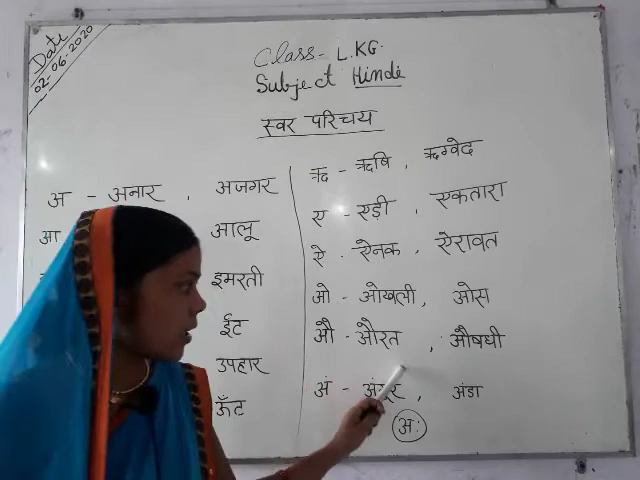 Date
02-06-2020
Class- L.KG.
Subject Hindi
स्वर परिचय
अ - अनार , अजगर
आ आलू
इमरती
ईंट
उपहार
ऊँट
ऋ - ऋषि , ऋग्वेद
ए - एड़ी , एकतारा
ऐ - ऐनक , ऐरावत
ओ - ओखली , ओस
औ - औरत , औषधी
अं - अंगूर , अंडा
अः